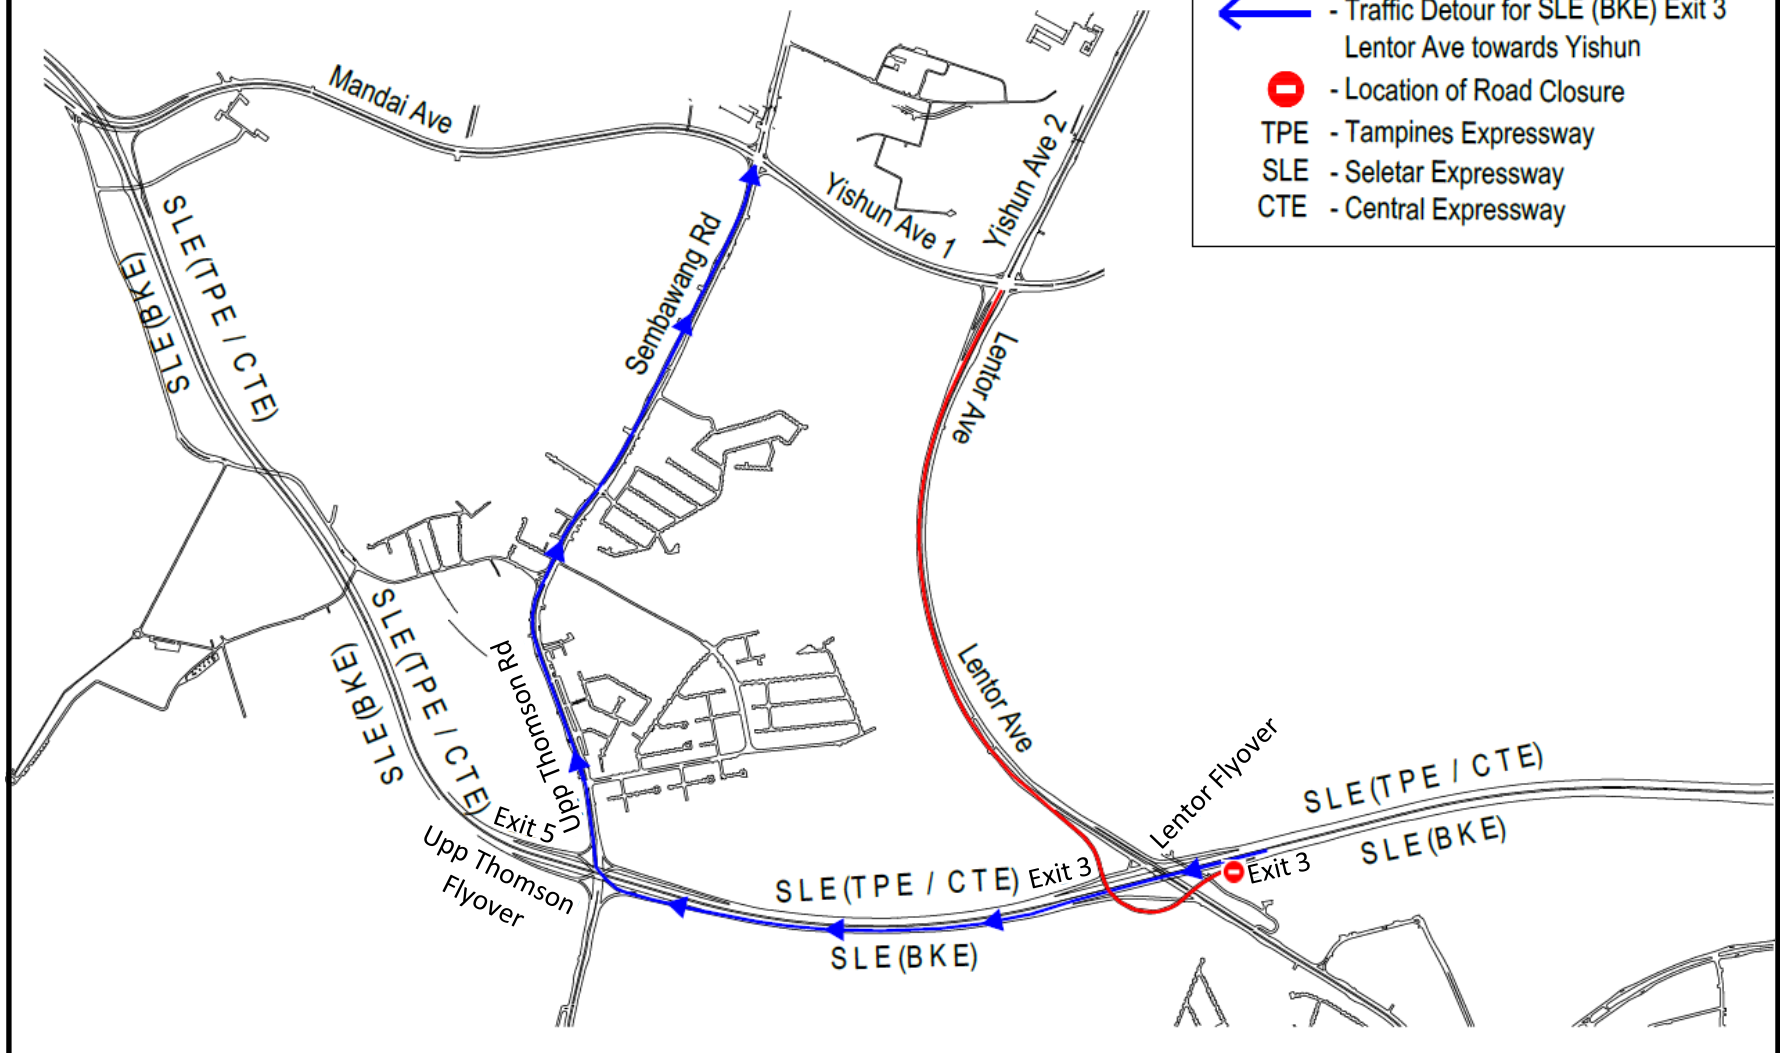 - Traffic Detour for SLE (BKE) Exit 3
Lentor Ave towards Yishun
- Location of Road Closure
TPE - Tampines Expressway
SLE - Seletar Expressway
CTE - Central Expressway
Mandai Ave
Yishun Ave 2
Yishun Ave 1
SLE(TPE / CTE)
SLE(BKE)
Sembawang Rd
Lentor Ave
SLE(TPE / CTE)
SLE(BKE)
Upp Thomson Rd
Lentor Ave
Lentor Flyover
SLE(TPE / CTE)
SLE(BKE)
Exit 5
Upp Thomson
Flyover
SLE(TPE / CTE)
Exit 3
Exit 3
SLE(BKE)